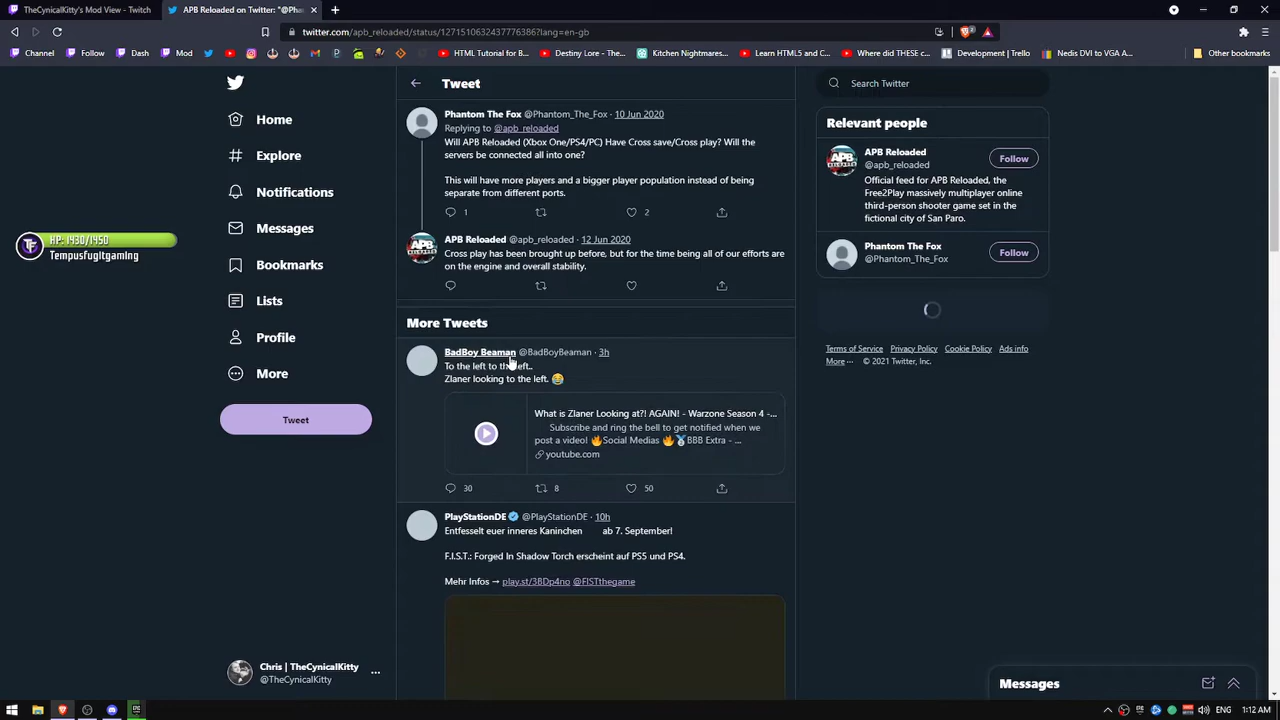 TheCynicalKitty's Mod View - Twitch
APB Reloaded on Twitter: "@Pha
twitter.com/apb_reloaded/status/1271510643247763867?lang=en-gb
Channel
Follow
Dash
Mod
HTML Tutorial for B...
Destiny Lore - The...
Kitchen Nightmares...
Learn HTML5 and C...
Where did THESE c...
Development | Trello
Nedis DVI to VGA A...
Other bookmarks
Home
Explore
Notifications
Messages
Bookmarks
Lists
Profile
More
Tweet
HP: 1430/1450
TempusfugItgamIng
Chris | TheCynicalKitty
@TheCynicalKitty
Tweet
Phantom The Fox @Phantom_The_Fox · 10 Jun 2020
Replying to @apb_reloaded
Will APB Reloaded (Xbox One/PS4/PC) Have Cross save/Cross play? Will the
servers be connected all into one?
This will have more players and a bigger player population instead of being
separate from different ports.
1 2
APB Reloaded @apb_reloaded · 12 Jun 2020
Cross play has been brought up before, but for the time being all of our efforts are
on the engine and overall stability.
More Tweets
BadBoy Beaman @BadBoyBeaman · 3h
To the left to the left..
Zlaner looking to the left. 😂
What is Zlaner Looking at?! AGAIN! - Warzone Season 4 -...
Subscribe and ring the bell to get notified when we
post a video! 🔥Social Medias 🔥🏅BBB Extra - ...
youtube.com
30 8 50
PlayStationDE @PlayStationDE · 10h
Entfesselt euer inneres Kaninchen ab 7. September!
F.I.S.T.: Forged In Shadow Torch erscheint auf PS5 und PS4.
Mehr Infos → play.st/3BDp4no @FISTthegame
Search Twitter
Relevant people
APB Reloaded
@apb_reloaded
Follow
Official feed for APB Reloaded, the
Free2Play massively multiplayer online
third-person shooter game set in the
fictional city of San Paro.
Phantom The Fox
@Phantom_The_Fox
Follow
Terms of Service Privacy Policy Cookie Policy Ads info
More ··· © 2021 Twitter, Inc.
Messages
ENG 1:12 AM